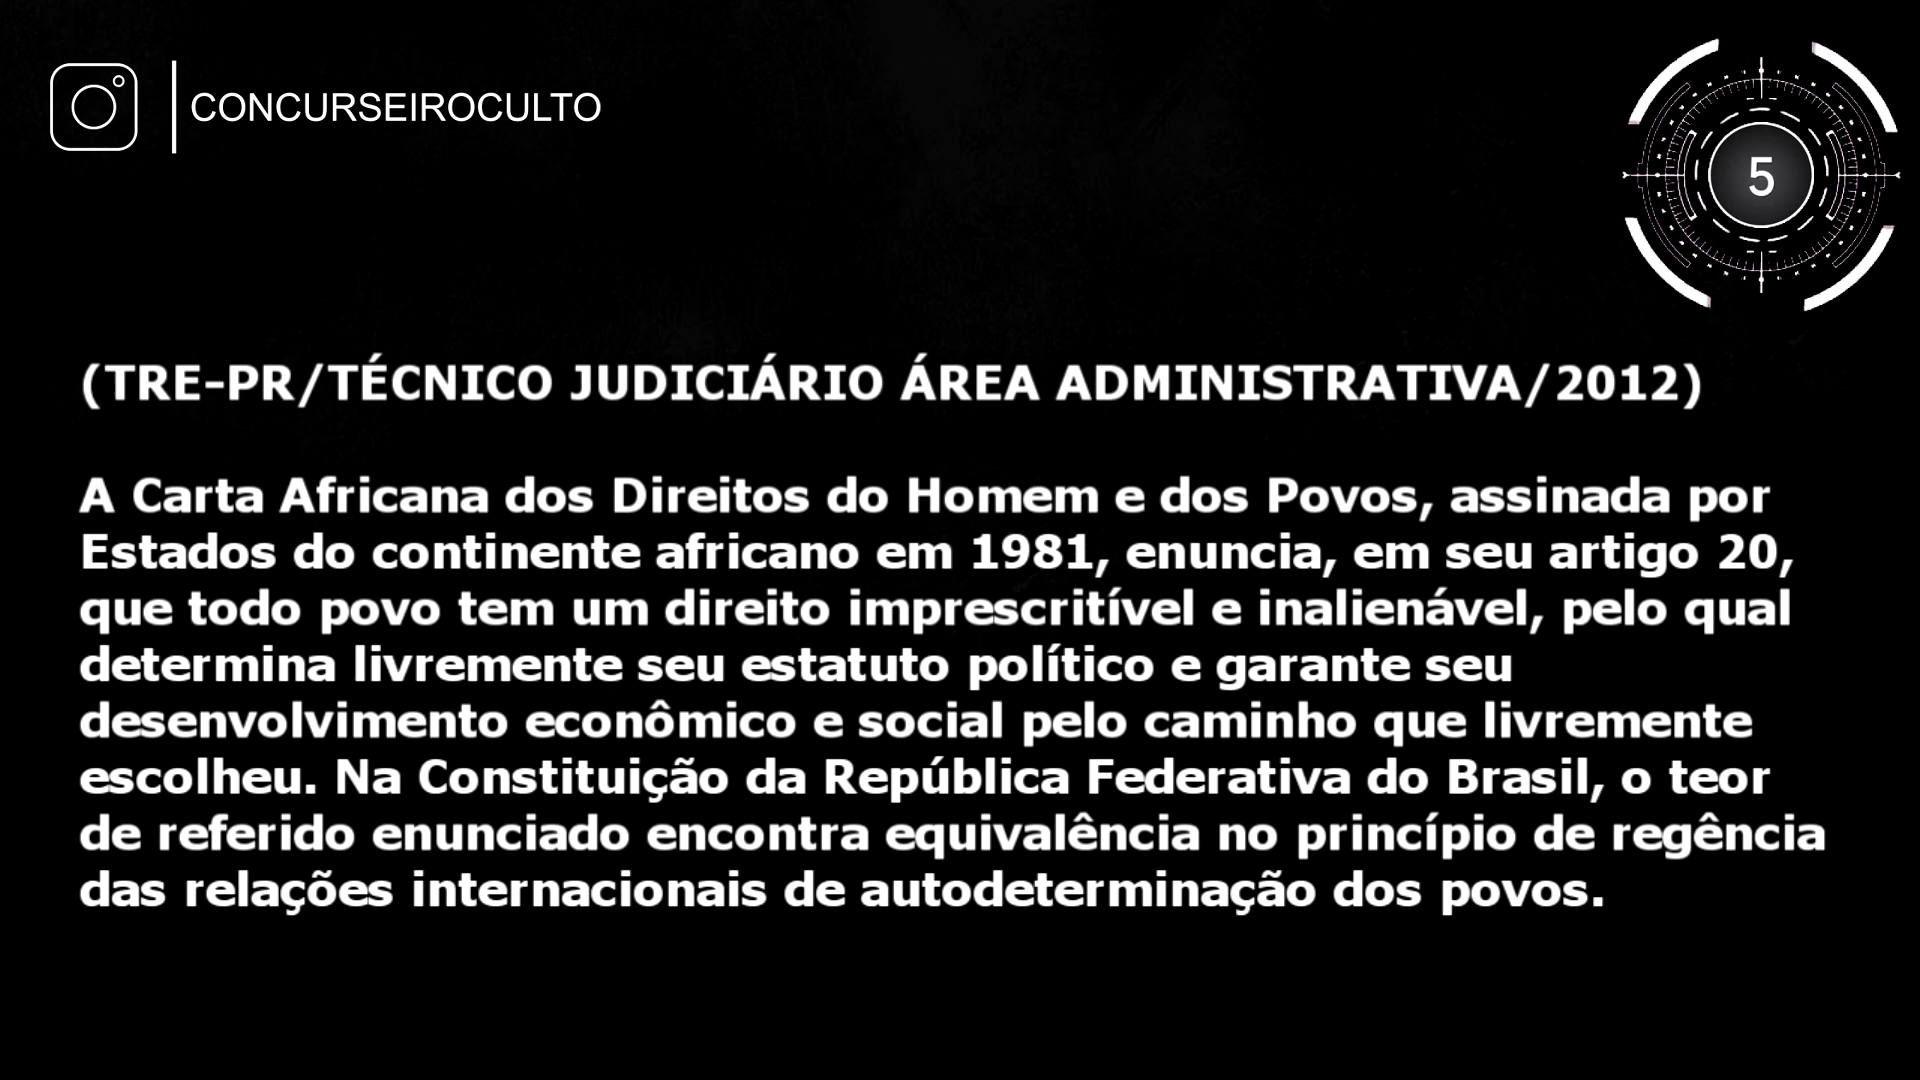 CONCURSEIROCULTO
5
(TRE-PR/TÉCNICO JUDICIÁRIO ÁREA ADMINISTRATIVA/2012)
A Carta Africana dos Direitos do Homem e dos Povos, assinada por
Estados do continente africano em 1981, enuncia, em seu artigo 20,
que todo povo tem um direito imprescritível e inalienável, pelo qual
determina livremente seu estatuto político e garante seu
desenvolvimento econômico e social pelo caminho que livremente
escolheu. Na Constituição da República Federativa do Brasil, o teor
de referido enunciado encontra equivalência no princípio de regência
das relações internacionais de autodeterminação dos povos.